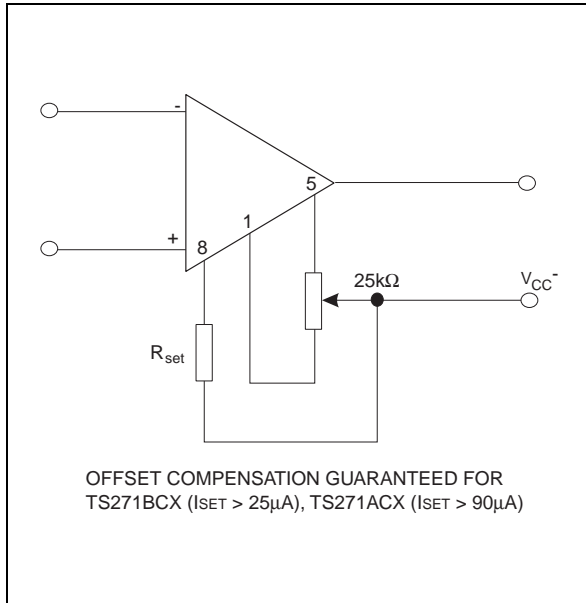 -
5
1
+
8
25kΩ
VCC-
Rset
OFFSET COMPENSATION GUARANTEED FOR
TS271BCX (ISET > 25µA), TS271ACX (ISET > 90µA)